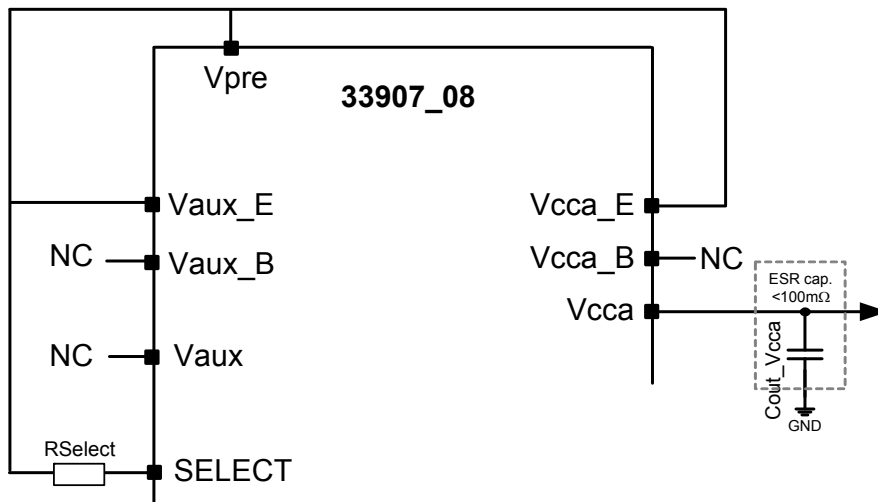 Vpre
33907_08
Vaux_E
Vcca_E
NC
Vaux_B
Vcca_B
NC
ESR cap.
<100mΩ
Vcca
NC
Vaux
Cout_Vcca
GND
RSelect
SELECT